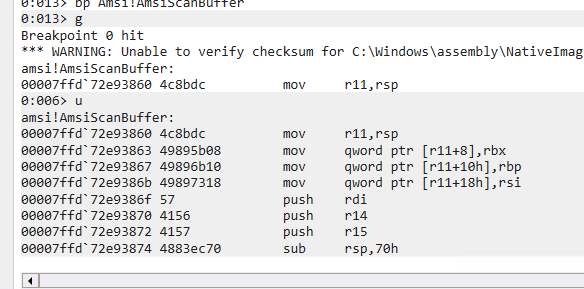 0:013> bp Amsi!AmsiScanBuffer
0:013> g
Breakpoint 0 hit
*** WARNING: Unable to verify checksum for C:\Windows\assembly\NativeImag
amsi!AmsiScanBuffer:
00007ffd`72e93860 4c8bdc mov r11,rsp
0:006> u
amsi!AmsiScanBuffer:
00007ffd`72e93860 4c8bdc mov r11,rsp
00007ffd`72e93863 49895b08 mov qword ptr [r11+8],rbx
00007ffd`72e93867 49896b10 mov qword ptr [r11+10h],rbp
00007ffd`72e9386b 49897318 mov qword ptr [r11+18h],rsi
00007ffd`72e9386f 57 push rdi
00007ffd`72e93870 4156 push r14
00007ffd`72e93872 4157 push r15
00007ffd`72e93874 4883ec70 sub rsp,70h